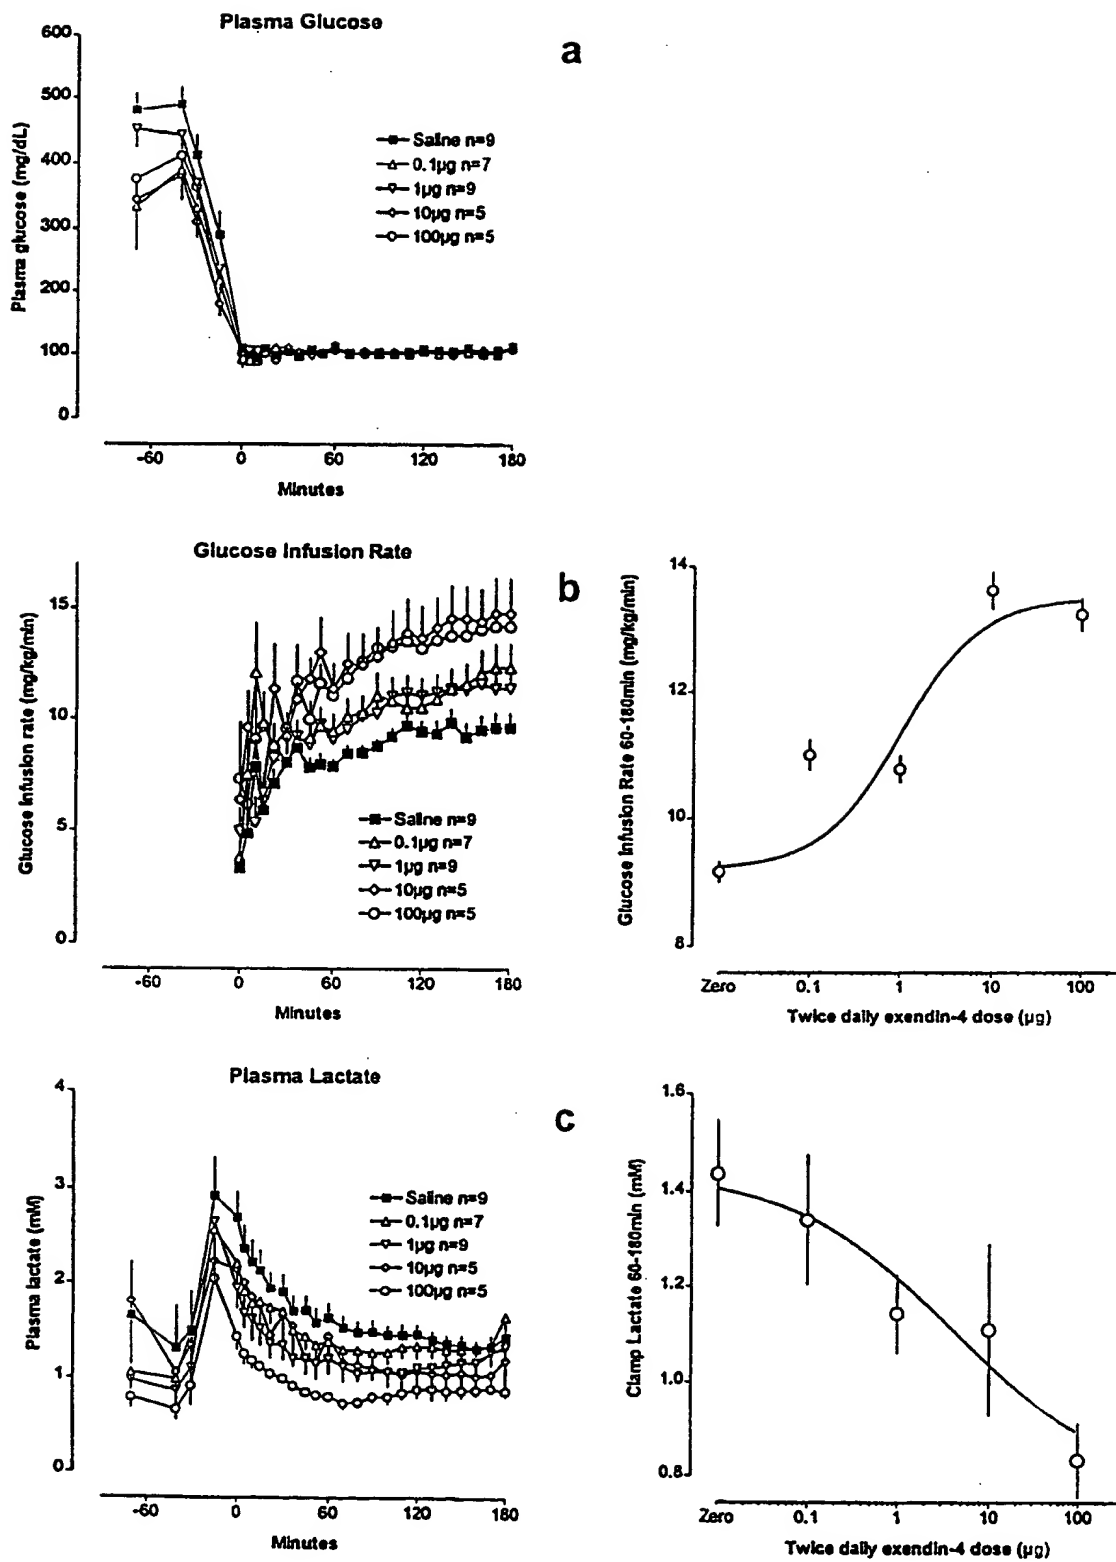 Plasma Glucose
a
600
500
400
300
200
100
0
Plasma glucose (mg/dL)
Saline n=9
0.1µg n=7
1µg n=9
10µg n=5
100µg n=5
-60 0 60 120 180
Minutes
Glucose Infusion Rate
b
15
10
5
0
Glucose Infusion rate (mg/kg/min)
Saline n=9
0.1µg n=7
1µg n=9
10µg n=5
100µg n=5
-60 0 60 120 180
Minutes
14
12
10
8
Glucose Infusion Rate 60-180min (mg/kg/min)
Zero 0.1 1 10 100
Twice daily exendin-4 dose (µg)
Plasma Lactate
c
4
3
2
1
0
Plasma lactate (mM)
Saline n=9
0.1µg n=7
1µg n=9
10µg n=5
100µg n=5
-60 0 60 120 180
Minutes
1.6
1.4
1.2
1.0
0.8
Clamp Lactate 60-180min (mM)
Zero 0.1 1 10 100
Twice daily exendin-4 dose (µg)